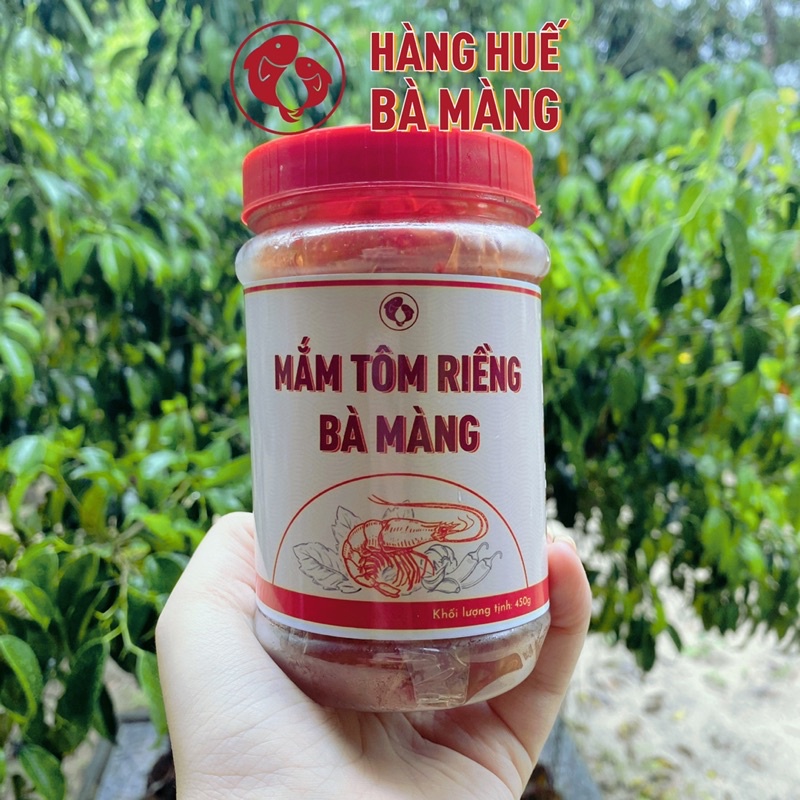 HÀNG HUẾ
BÀ MÀNG
MẮM TÔM RIỀNG
BÀ MÀNG
Khối lượng tịnh: 450g